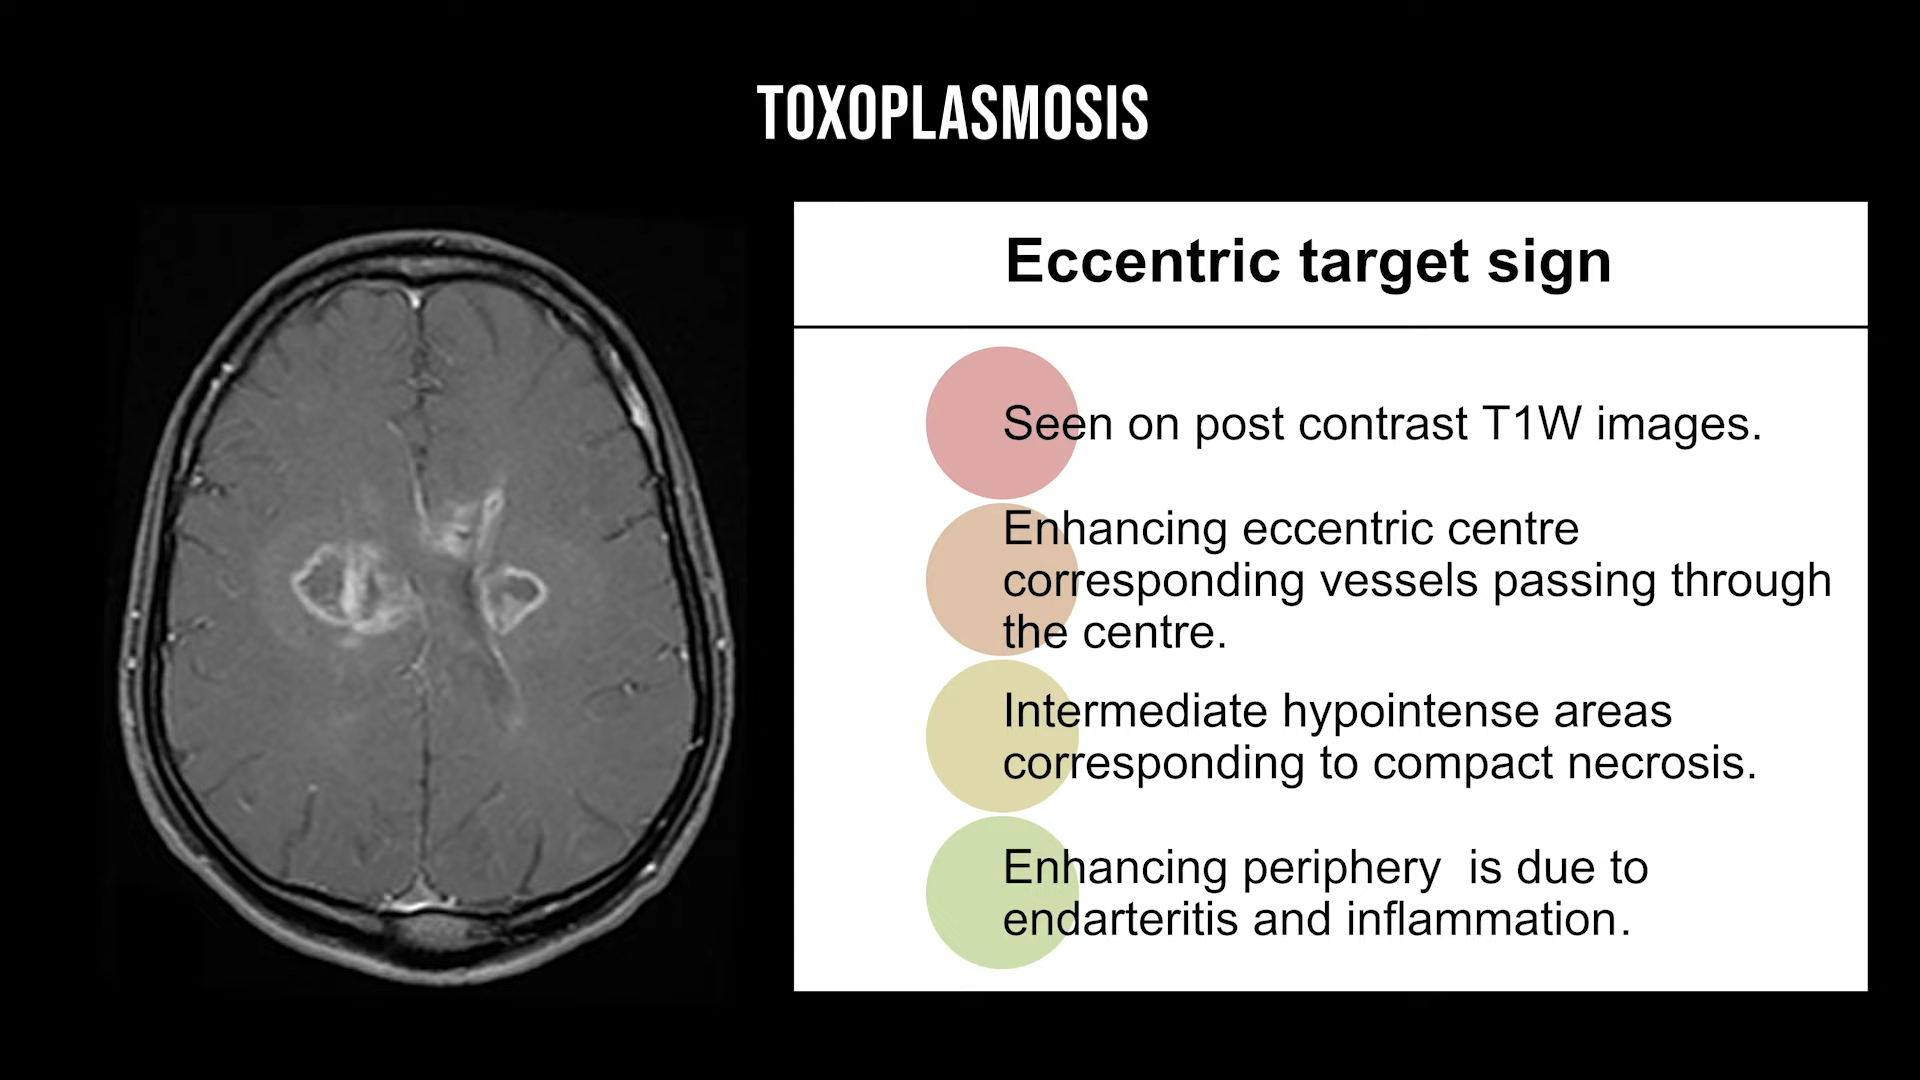 TOXOPLASMOSIS
Eccentric target sign
Seen on post contrast T1W images.
Enhancing eccentric centre
corresponding vessels passing through
the centre.
Intermediate hypointense areas
corresponding to compact necrosis.
Enhancing periphery  is due to
endarteritis and inflammation.